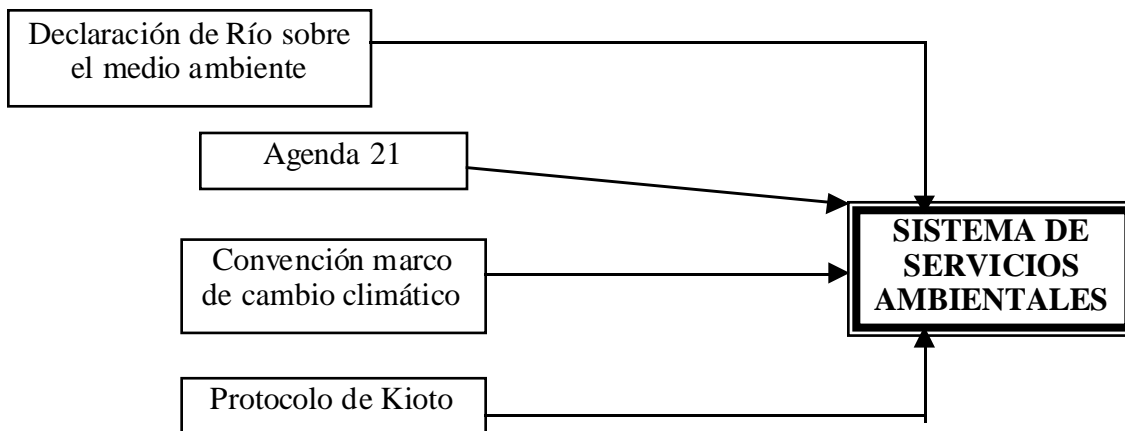 Declaración de Río sobre
el medio ambiente
Agenda 21
Convención marco
de cambio climático
Protocolo de Kioto
SISTEMA DE
SERVICIOS
AMBIENTALES